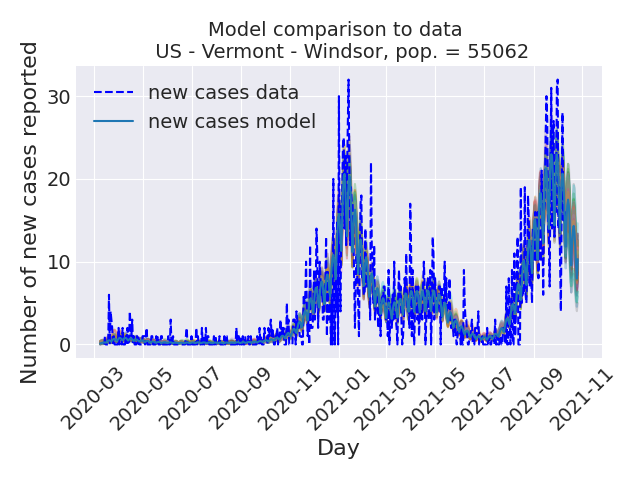 Model comparison to data
US - Vermont - Windsor, pop. = 55062
Number of new cases reported
30
20
10
0
new cases data
new cases model
2020-03
2020-05
2020-07
2020-09
2020-11
2021-01
2021-03
2021-05
2021-07
2021-09
2021-11
Day